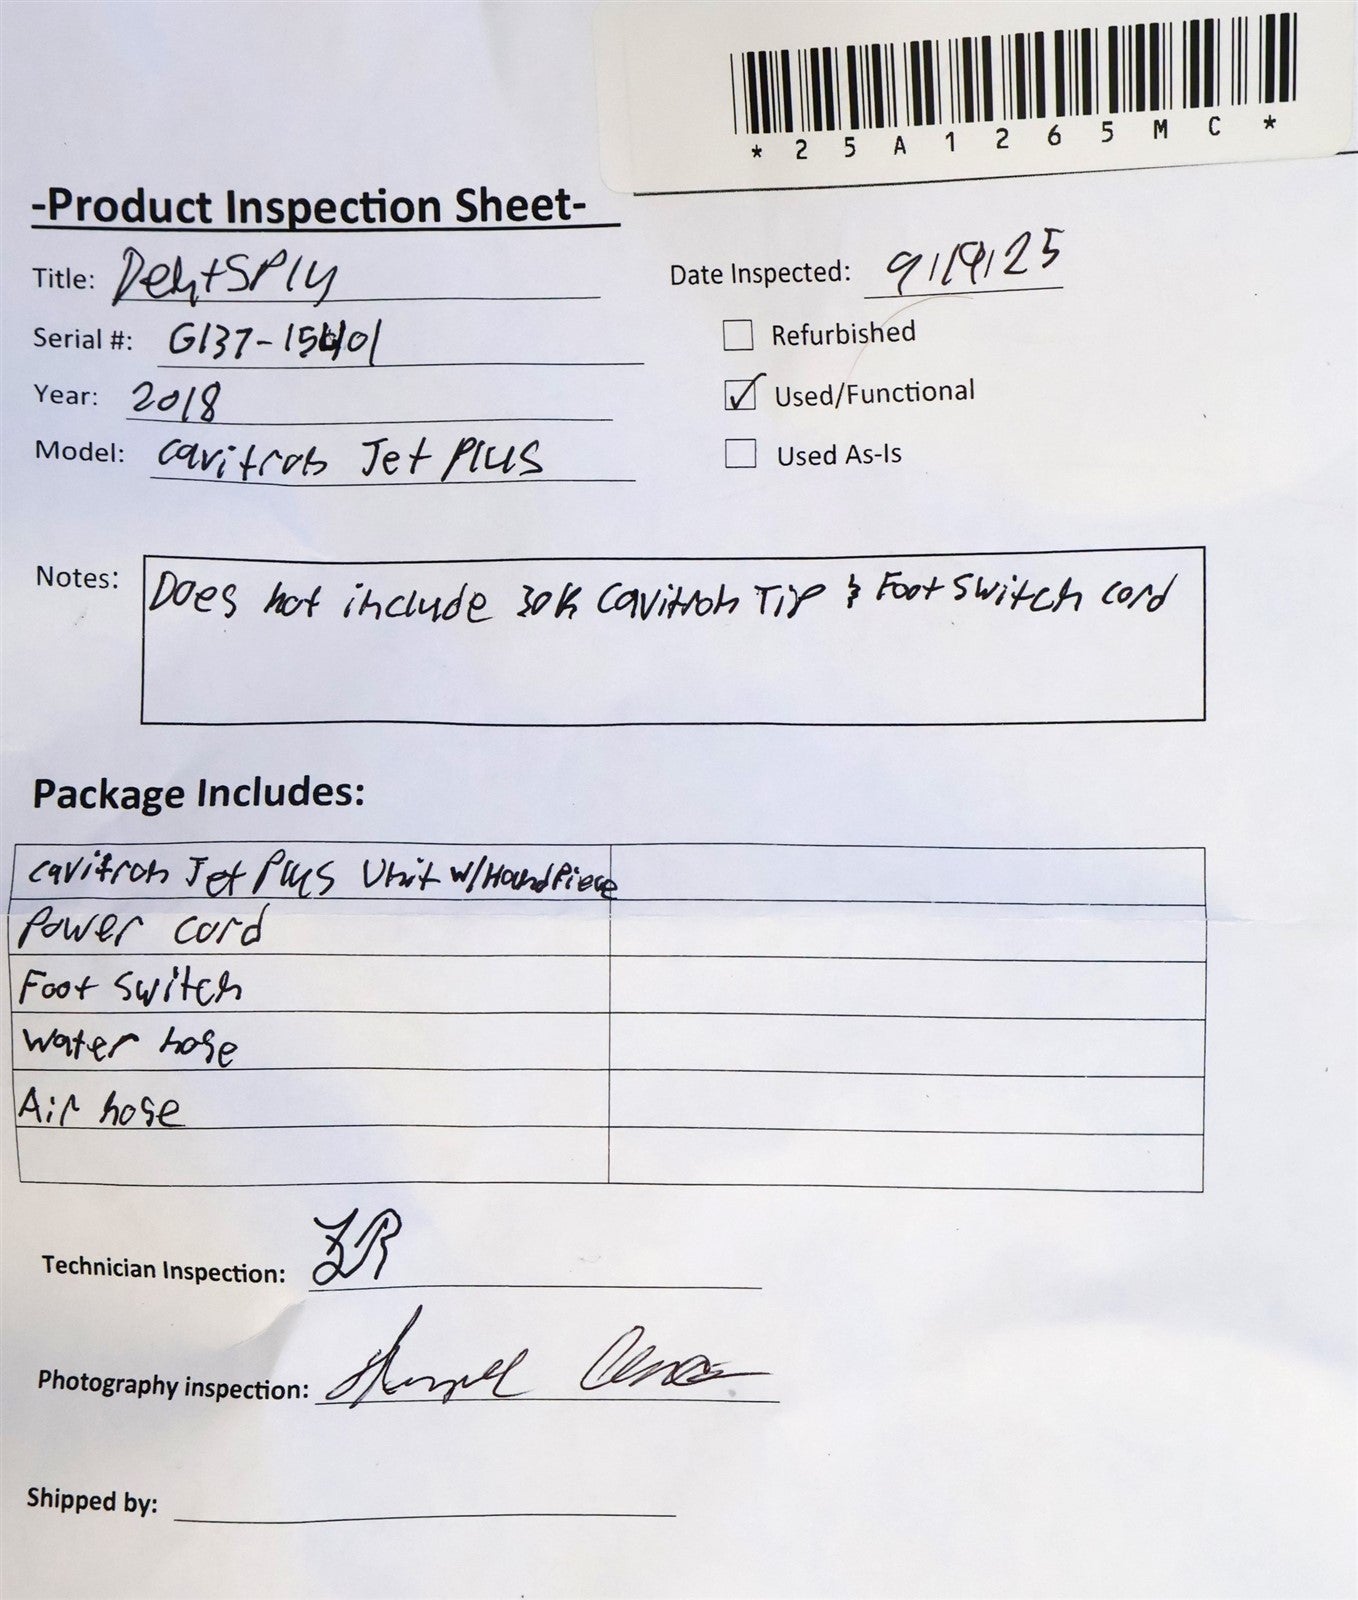 *25A1265MC*
-Product Inspection Sheet-
Title: DentSPly
Date Inspected: 9/19/25
Serial #: G137-15401
Refurbished
Year: 2018
Used/Functional
Model: Cavitron Jet Plus
Used As-Is
Notes: Does not include 30K Cavitron Tip & Foot Switch cord
Package Includes:
Cavitron Jet Plus Unit w/HandPiece
Power cord
Foot Switch
Water hose
Air hose
Technician Inspection: ZR
Photography inspection:
Shipped by: